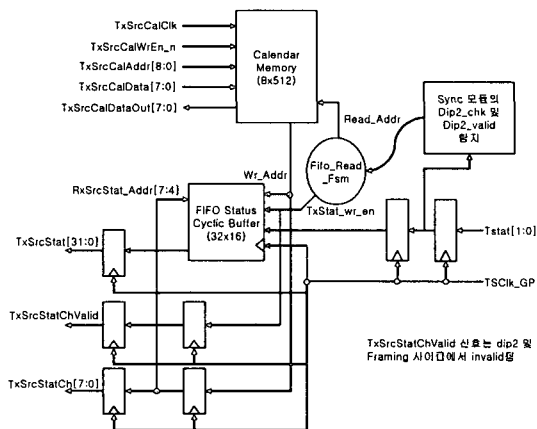 TxSrcCalClk
TxSrcCalWrEn_n
TxSrcCalAddr[8:0]
TxSrcCalData[7:0]
TxSrcCalDataOut[7:0]
Calendar
Memory
(8x512)
Read_Addr
Sync 모듈의
Dip2_chk 및
Dip2_valid
탐지
Fifo_Read
_Fsm
Wr_Addr
RxSrcStat_Addr[7:4]
TxStat_wr_en
FIFO Status
Cyclic Buffer
(32x16)
Tstat[1:0]
TxSrcStat[31:0]
TSClk_GP
TxSrcStatChValid
TxSrcStatChValid 신호는 dip2 및
Framing 사이클에서 invalid됨
TxSrcStatCh[7:0]